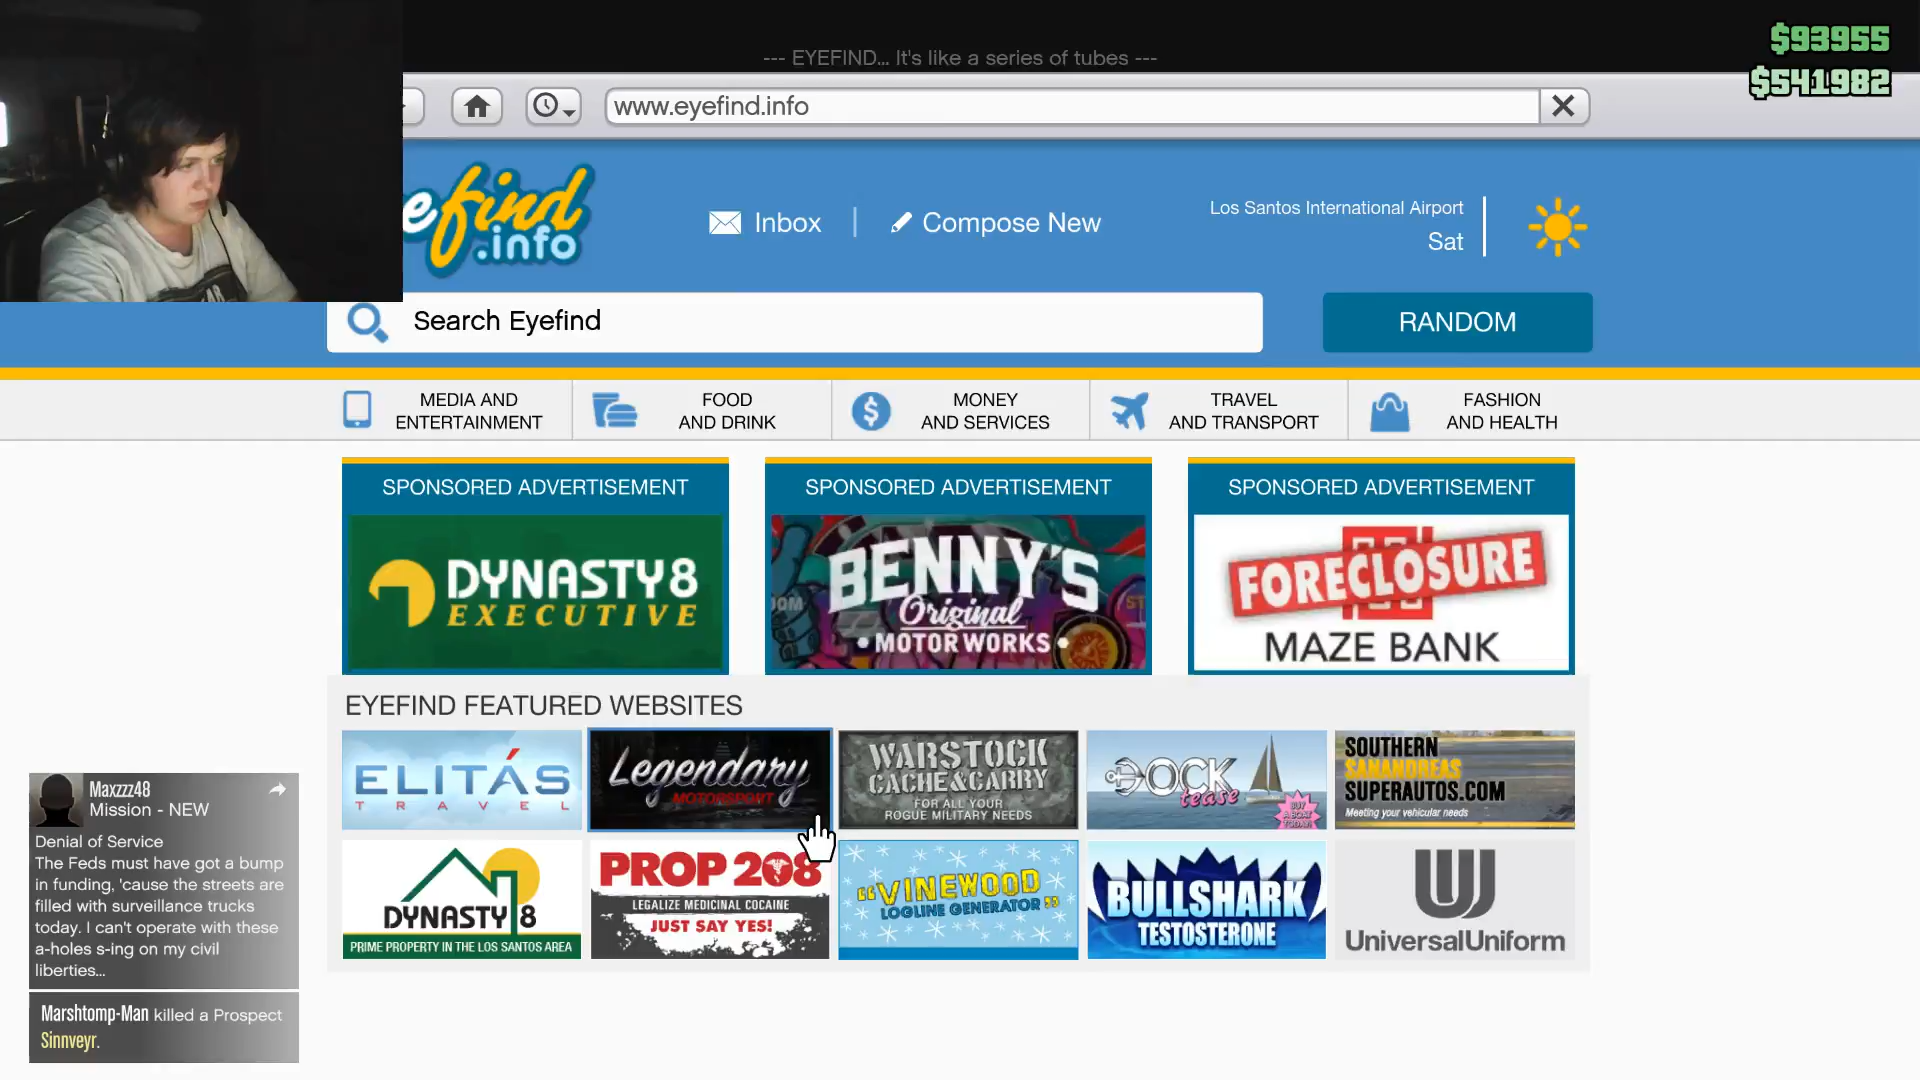 --- EYEFIND... It's like a series of tubes ---
$93955
$541982
www.eyefind.info
efind
.info
Inbox
Compose New
Los Santos International Airport
Sat
Search Eyefind
RANDOM
MEDIA AND
ENTERTAINMENT
FOOD
AND DRINK
MONEY
AND SERVICES
TRAVEL
AND TRANSPORT
FASHION
AND HEALTH
SPONSORED ADVERTISEMENT
DYNASTY 8
EXECUTIVE
SPONSORED ADVERTISEMENT
BENNY'S
Original
• MOTOR WORKS •
SPONSORED ADVERTISEMENT
FORECLOSURE
MAZE BANK
EYEFIND FEATURED WEBSITES
ELITÁS
TRAVEL
Legendary
MOTORSPORT
WARSTOCK
CACHE & CARRY
FOR ALL YOUR
ROGUE MILITARY NEEDS
DOCK
tease
BUY
A BOAT
TODAY!
SOUTHERN
SANANDREAS
SUPERAUTOS.COM
Meeting your vehicular needs
DYNASTY 8
PRIME PROPERTY IN THE LOS SANTOS AREA
PROP 208
LEGALIZE MEDICINAL COCAINE
JUST SAY YES!
"VINEWOOD
LOGLINE GENERATOR"
BULLSHARK
TESTOSTERONE
UniversalUniform
Maxzzz48
Mission - NEW
Denial of Service
The Feds must have got a bump
in funding, 'cause the streets are
filled with surveillance trucks
today. I can't operate with these
a-holes s-ing on my civil
liberties...
Marshtomp-Man killed a Prospect
Sinnveyr.